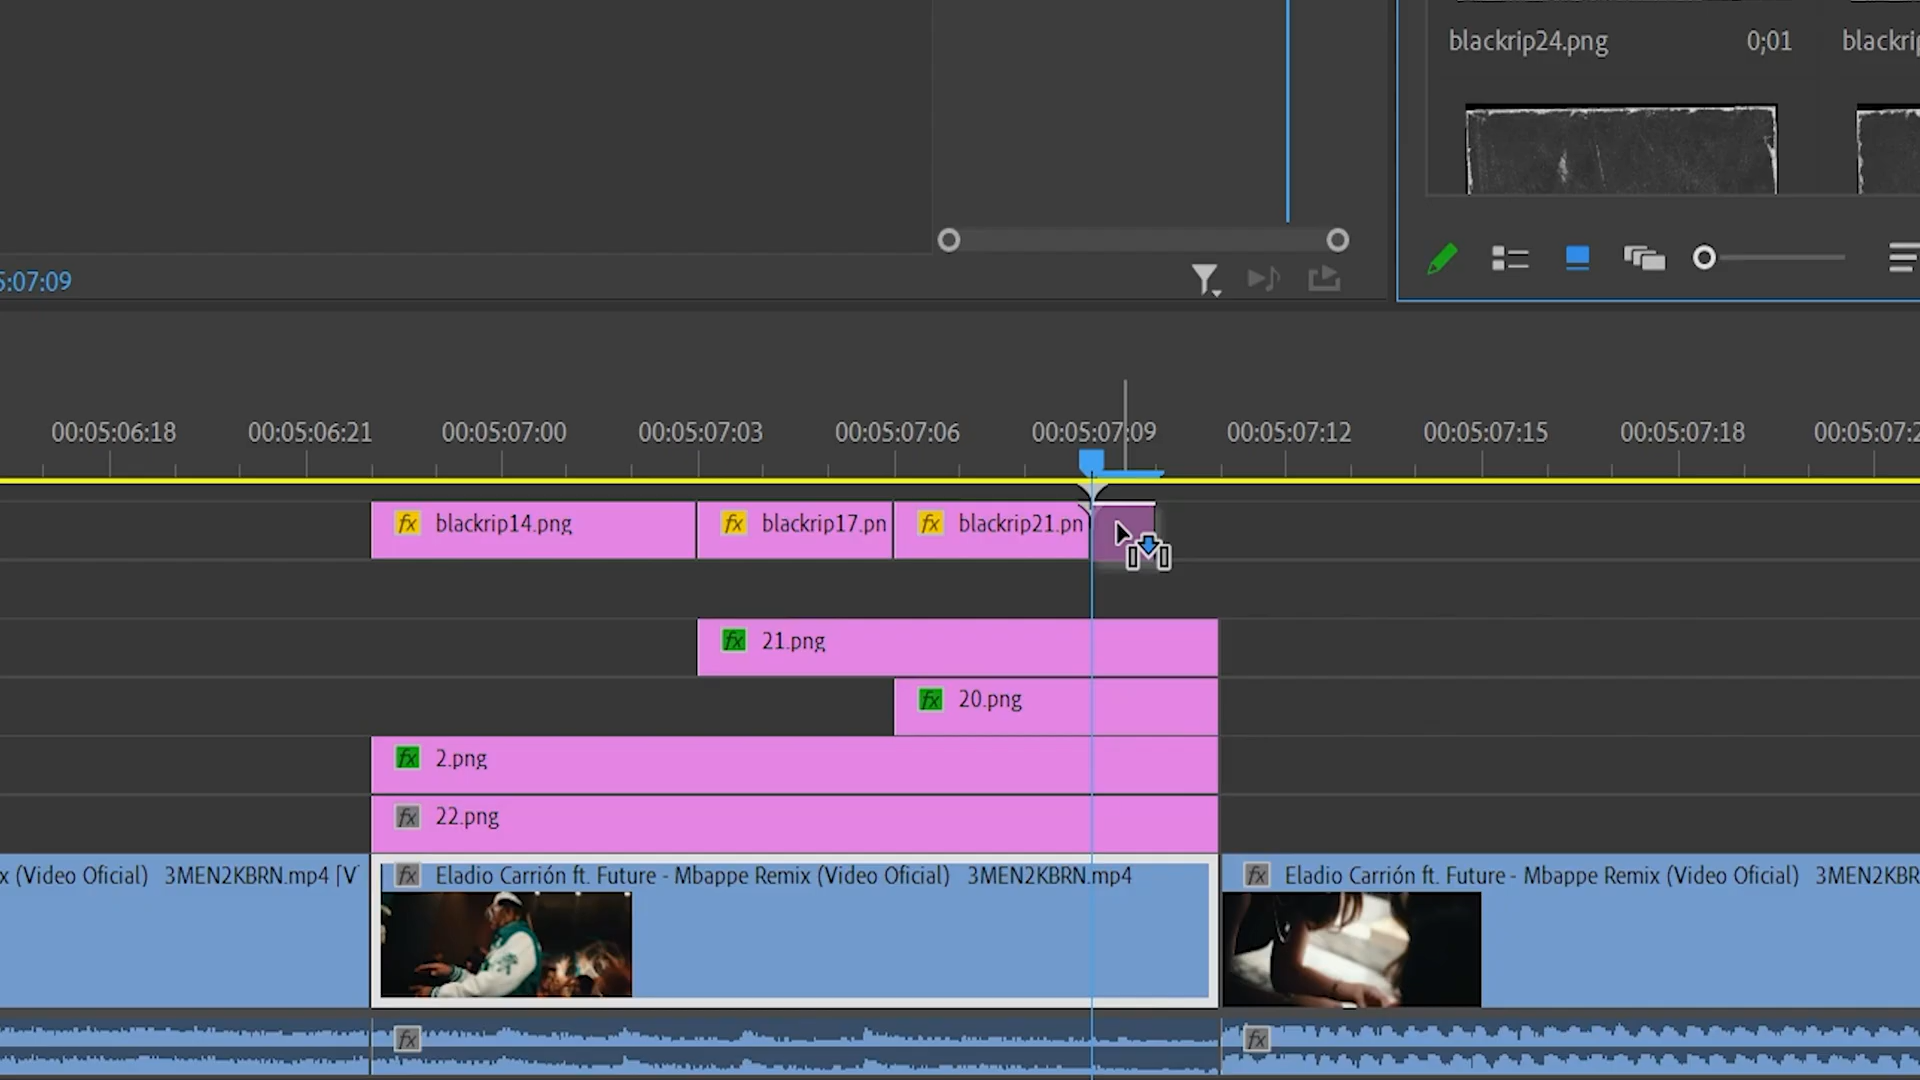 blackrip24.png 0;01 blackrip
5:07:09
00:05:06:18 00:05:06:21 00:05:07:00 00:05:07:03 00:05:07:06 00:05:07:09 00:05:07:12 00:05:07:15 00:05:07:18 00:05:07:2
fx blackrip14.png fx blackrip17.pn fx blackrip21.pn
fx 21.png
fx 20.png
fx 2.png
fx 22.png
x (Video Oficial) 3MEN2KBRN.mp4 [V fx Eladio Carrión ft. Future - Mbappe Remix (Video Oficial) 3MEN2KBRN.mp4 fx Eladio Carrión ft. Future - Mbappe Remix (Video Oficial) 3MEN2KBR
fx fx